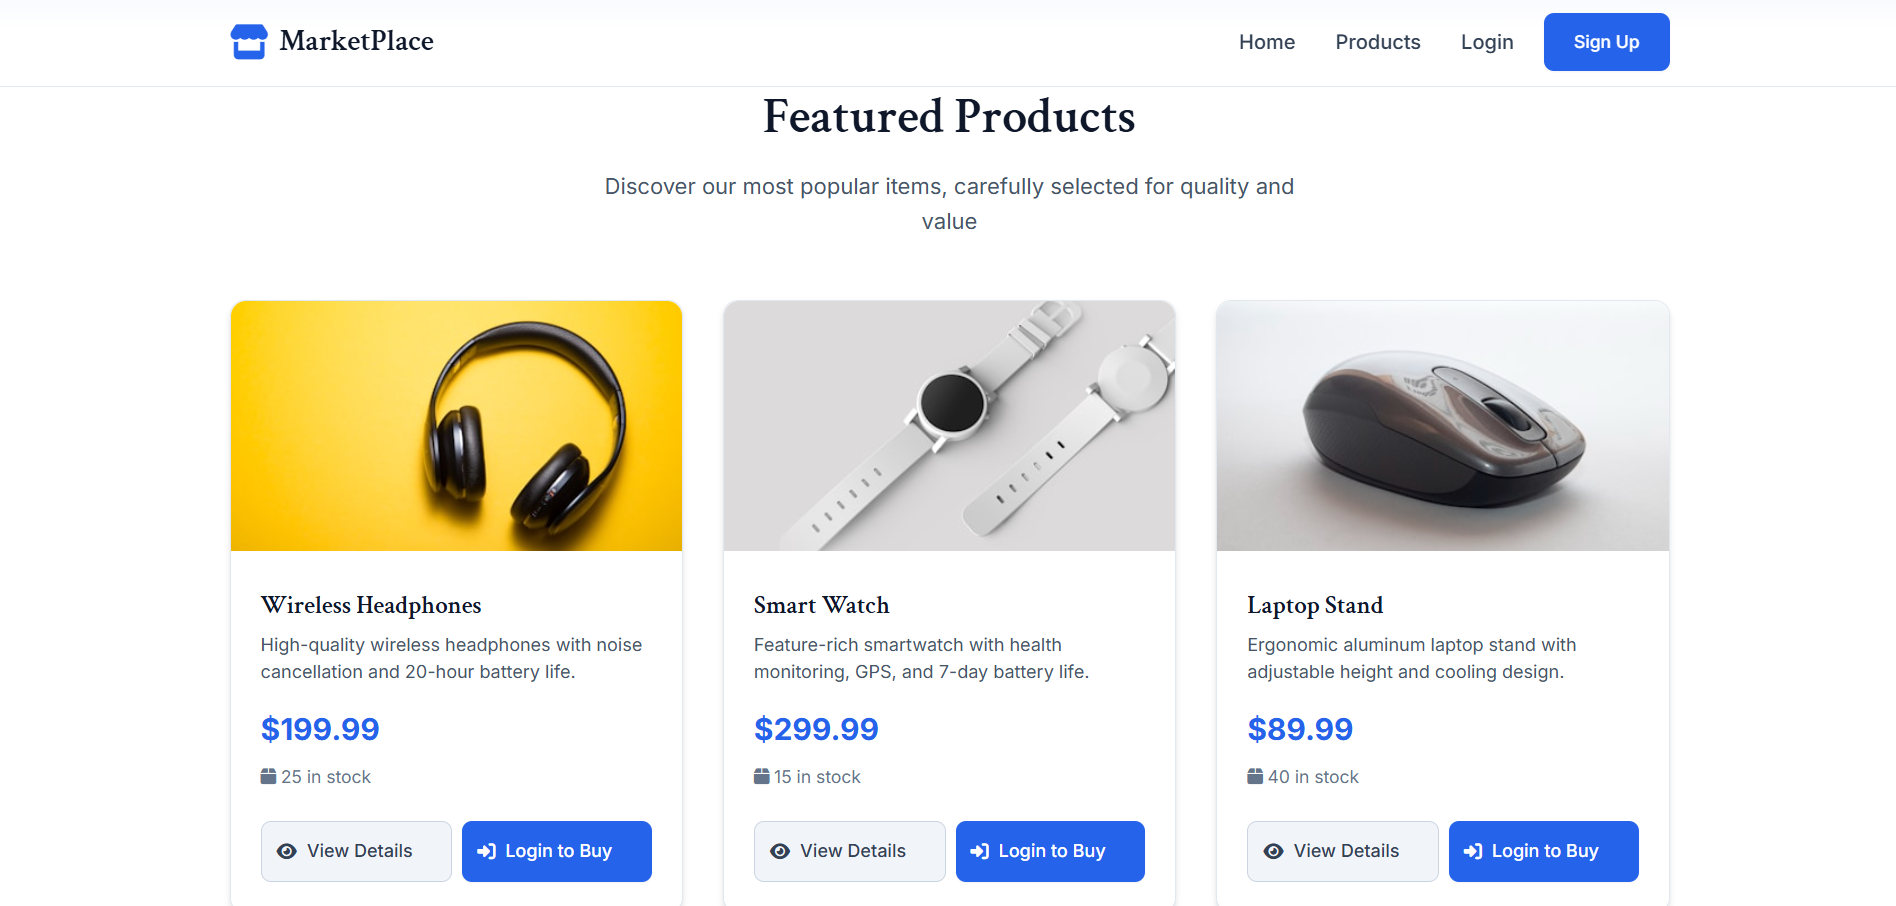 MarketPlace
Home
Products
Login
Sign Up
Featured Products
Discover our most popular items, carefully selected for quality and
value
Wireless Headphones
High-quality wireless headphones with noise
cancellation and 20-hour battery life.
$199.99
25 in stock
View Details
Login to Buy
Smart Watch
Feature-rich smartwatch with health
monitoring, GPS, and 7-day battery life.
$299.99
15 in stock
View Details
Login to Buy
Laptop Stand
Ergonomic aluminum laptop stand with
adjustable height and cooling design.
$89.99
40 in stock
View Details
Login to Buy